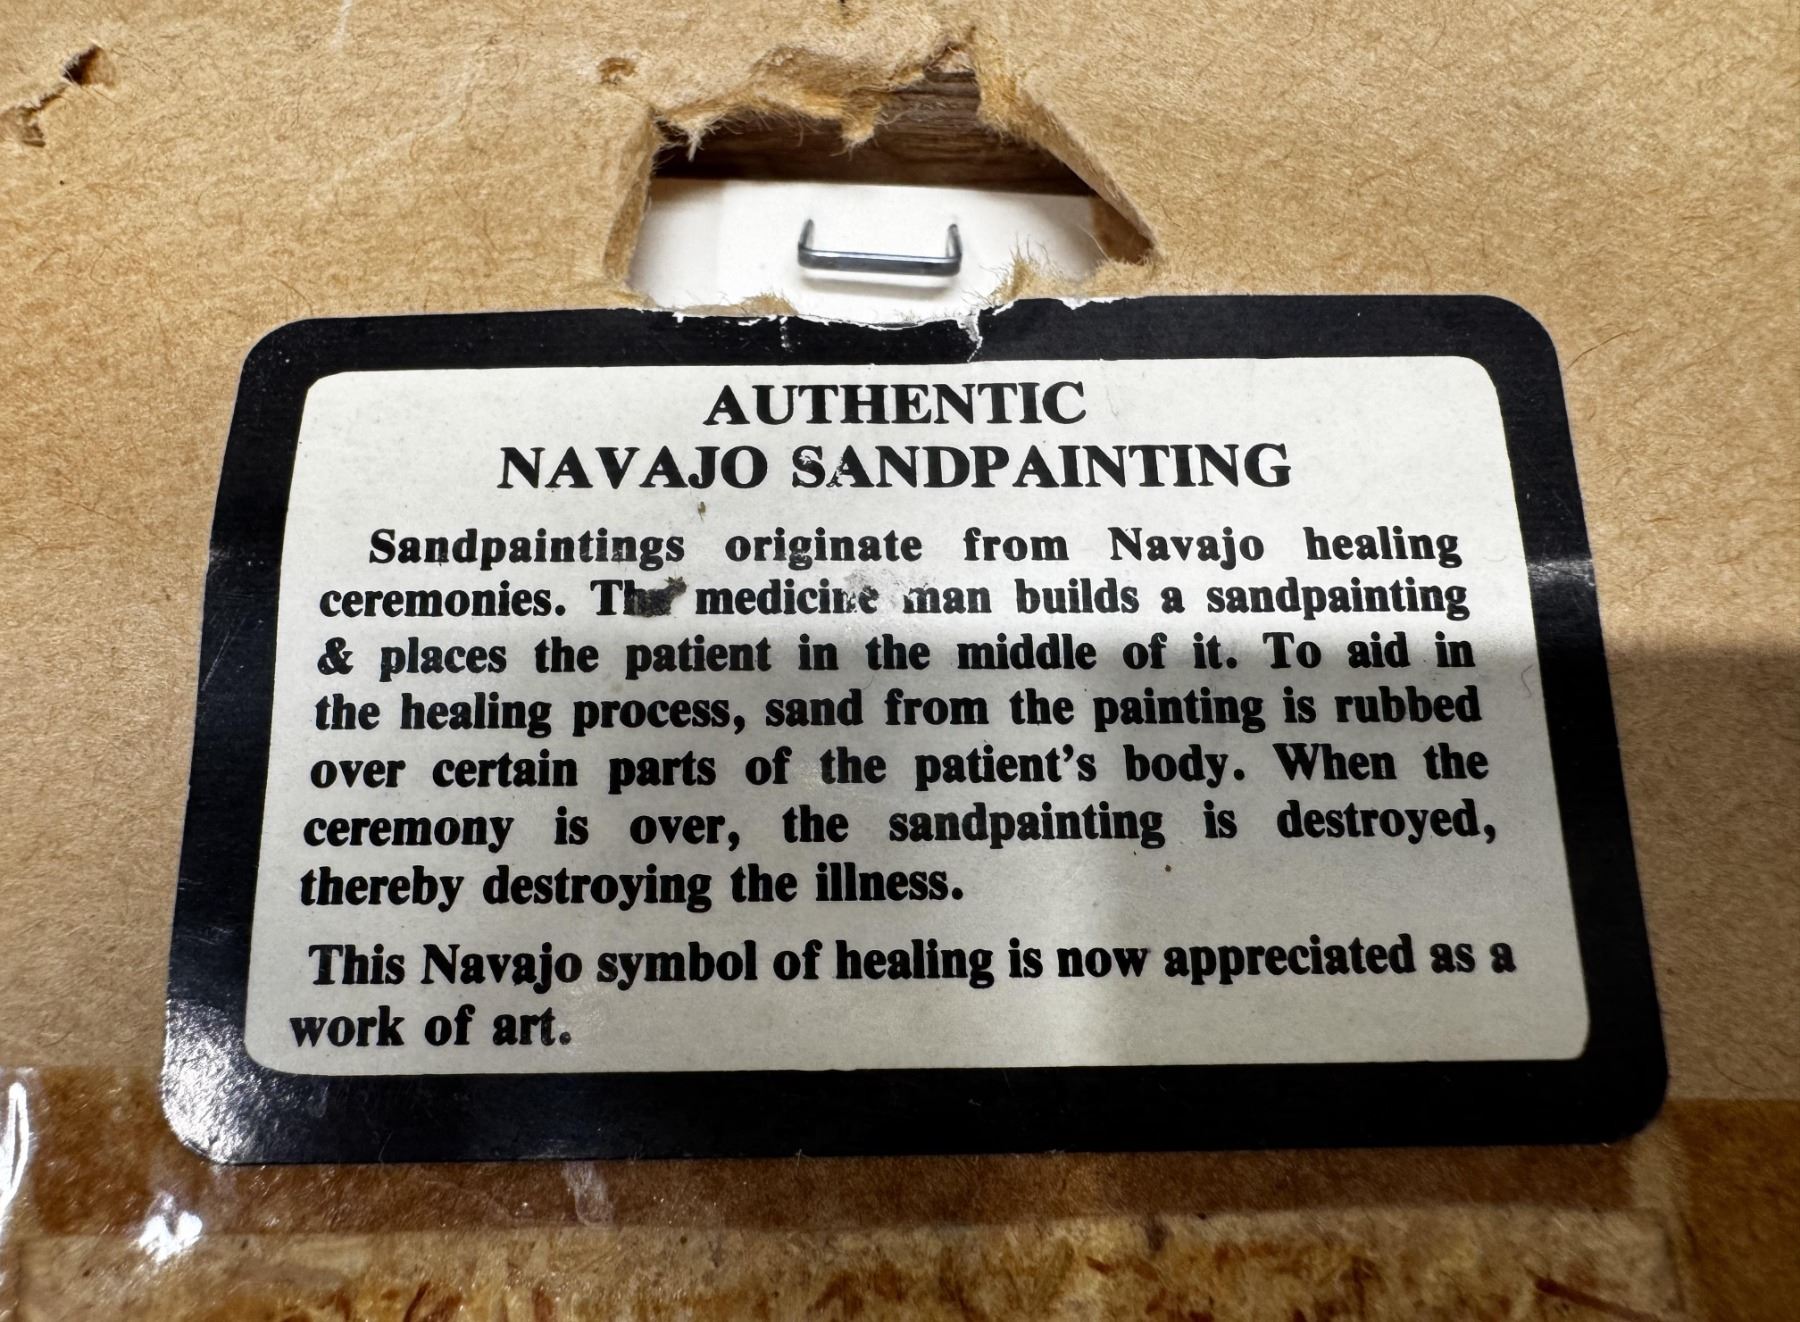 AUTHENTIC
NAVAJO SANDPAINTING
Sandpaintings originate from Navajo healing
ceremonies. The medicine man builds a sandpainting
& places the patient in the middle of it. To aid in
the healing process, sand from the painting is rubbed
over certain parts of the patient's body. When the
ceremony is over, the sandpainting is destroyed,
thereby destroying the illness.
This Navajo symbol of healing is now appreciated as a
work of art.